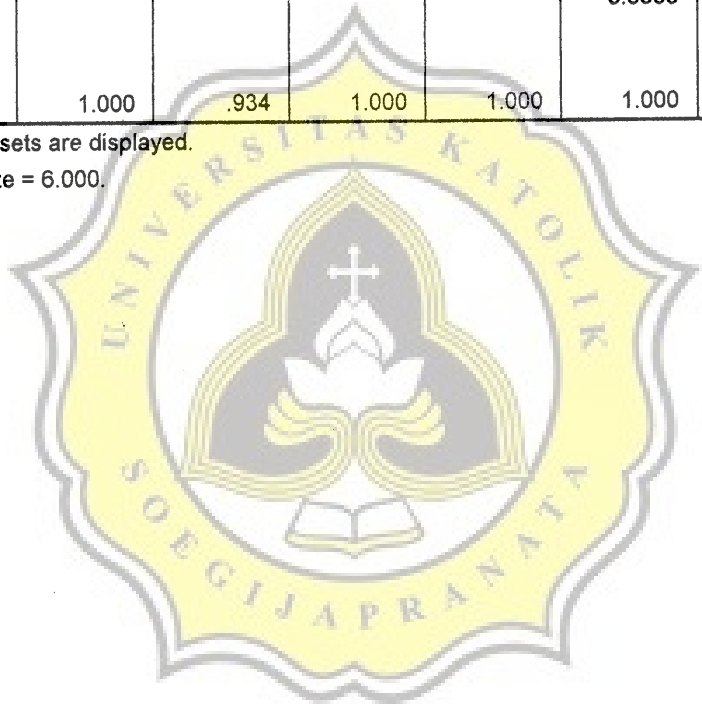 1.000 .934 1.000 1.000 1.000
sets are displayed.
e = 6.000.
UNIVERSITAS KATOLIK
SOEGIJAPRANATA